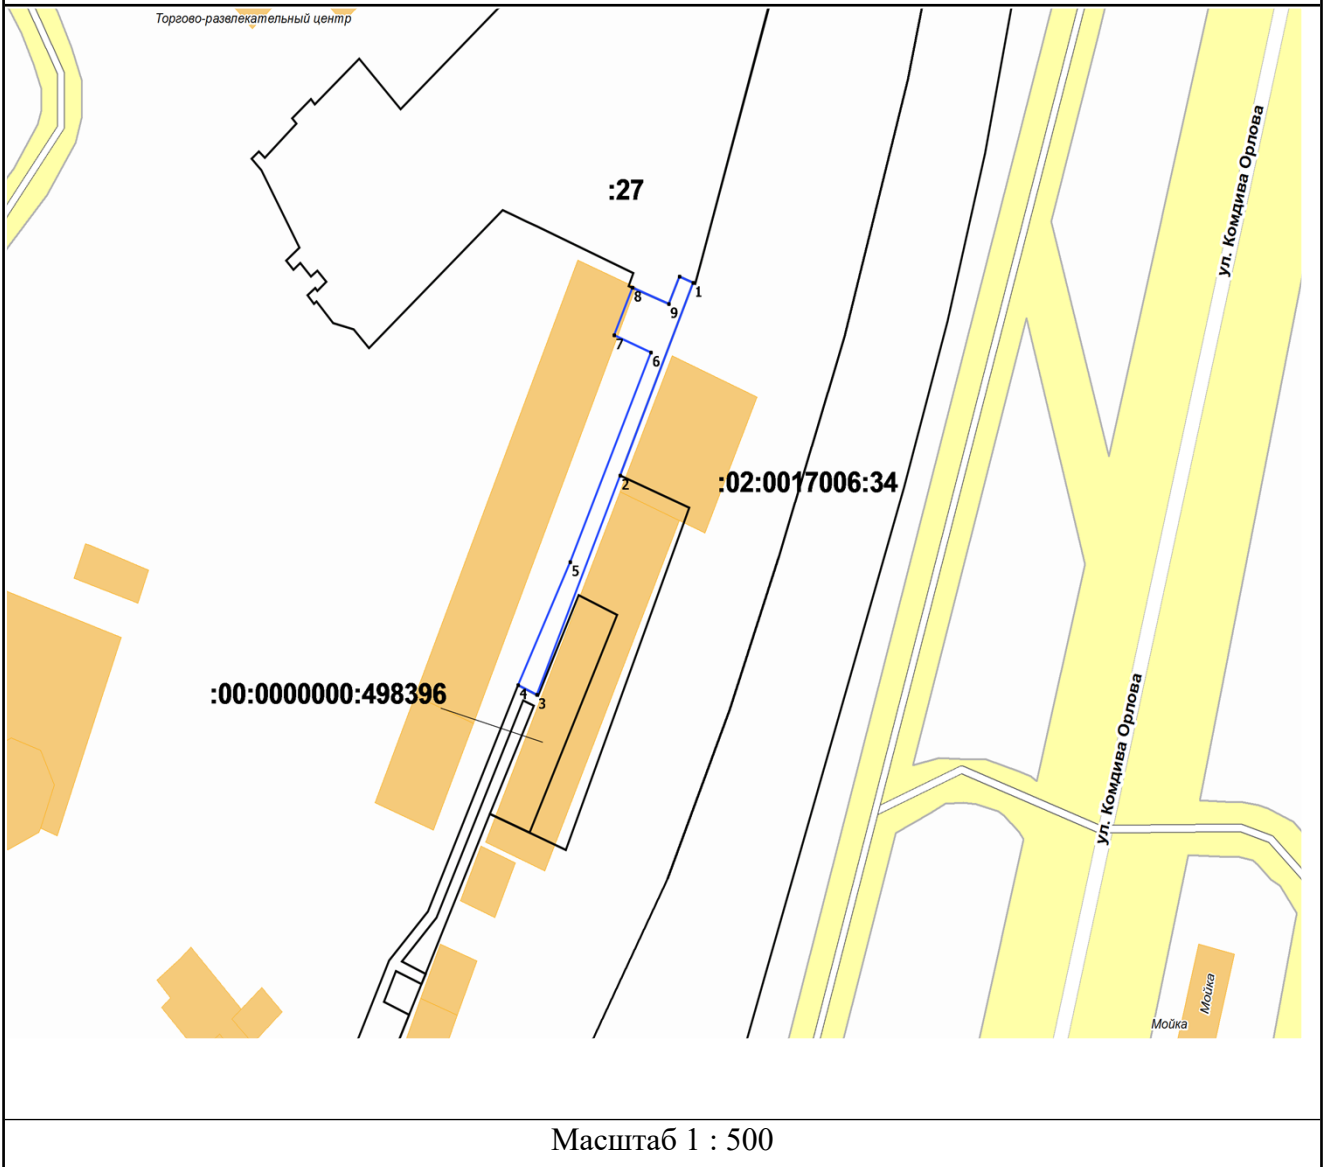 Торгово-развлекательный центр
:27
ул. Комдива Орлова
1
8
9
7
6
:02:0017006:34
2
5
:00:0000000:498396
4
3
ул. Комдива Орлова
Мойка
Мойка
Масштаб 1 : 500